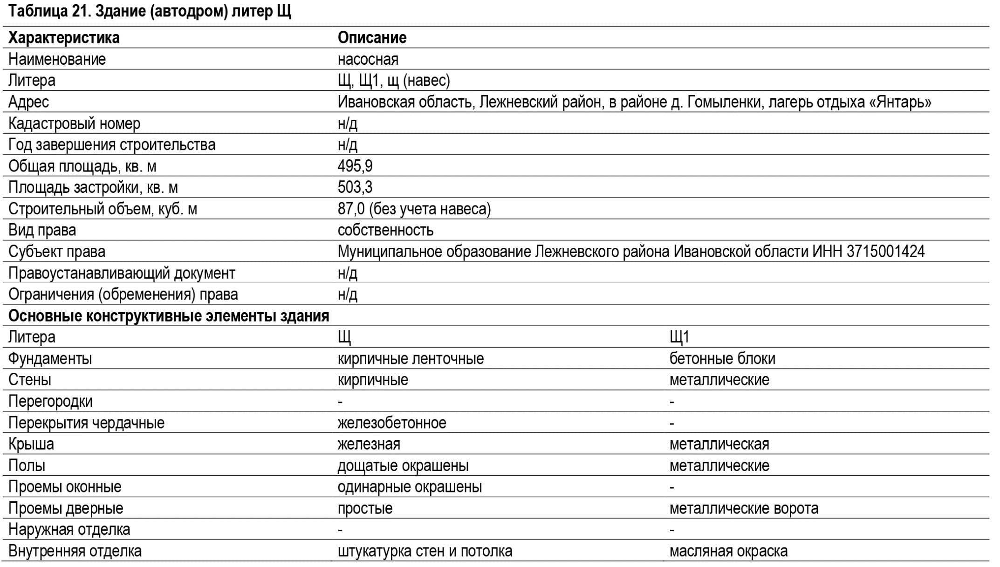 Таблица 21. Здание (автодром) литер Щ
Характеристика Описание
Наименование насосная
Литера Щ, Щ1, щ (навес)
Адрес Ивановская область, Лежневский район, в районе д. Гомыленки, лагерь отдыха «Янтарь»
Кадастровый номер н/д
Год завершения строительства н/д
Общая площадь, кв. м 495,9
Площадь застройки, кв. м 503,3
Строительный объем, куб. м 87,0 (без учета навеса)
Вид права собственность
Субъект права Муниципальное образование Лежневского района Ивановской области ИНН 3715001424
Правоустанавливающий документ н/д
Ограничения (обременения) права н/д
Основные конструктивные элементы здания
Литера Щ Щ1
Фундаменты кирпичные ленточные бетонные блоки
Стены кирпичные металлические
Перегородки - -
Перекрытия чердачные железобетонное -
Крыша железная металлическая
Полы дощатые окрашены металлические
Проемы оконные одинарные окрашены -
Проемы дверные простые металлические ворота
Наружная отделка - -
Внутренняя отделка штукатурка стен и потолка масляная окраска